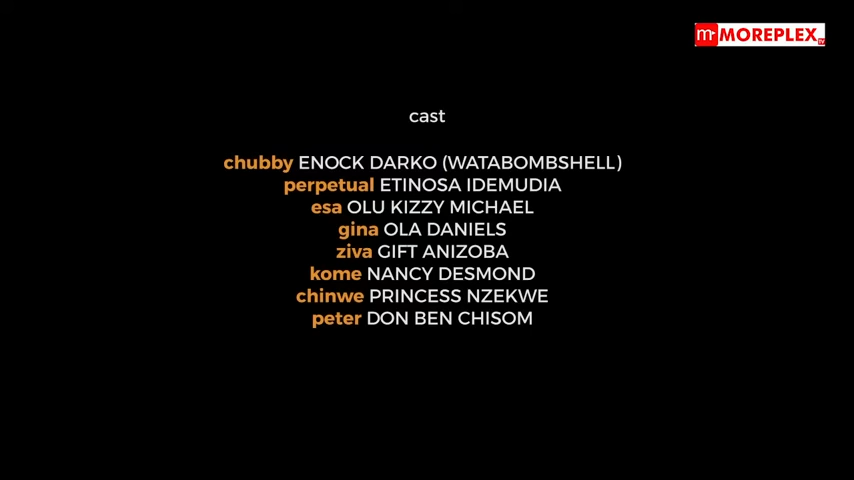 m MOREPLEX TV
cast
chubby ENOCK DARKO (WATABOMBSHELL)
perpetual ETINOSA IDEMUDIA
esa OLU KIZZY MICHAEL
gina OLA DANIELS
ziva GIFT ANIZOBA
kome NANCY DESMOND
chinwe PRINCESS NZEKWE
peter DON BEN CHISOM